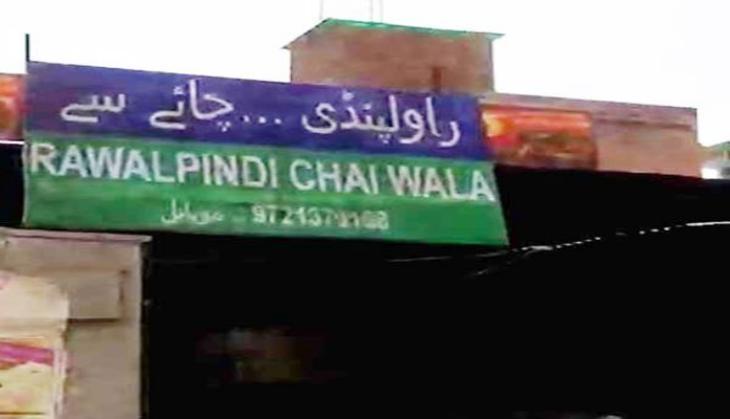 راولپنڈی ... چائے سے
RAWALPINDI CHAI WALA
موبائل